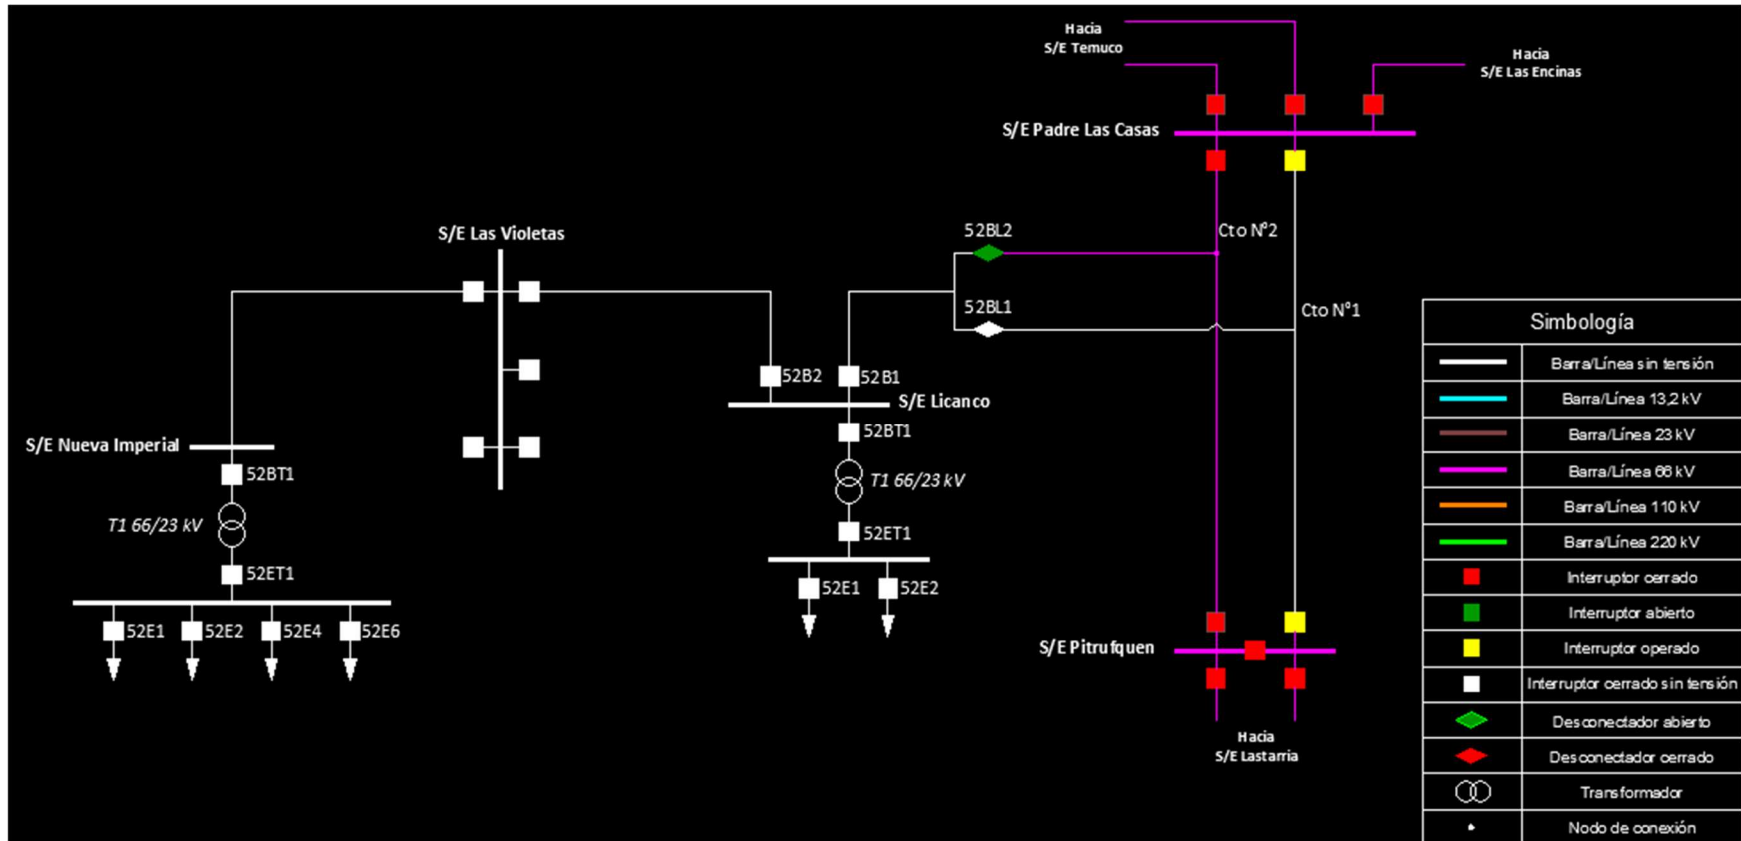 Hacia
S/E Temuco
Hacia
S/E Las Encinas
S/E Padre Las Casas
S/E Las Violetas
52BL2
Cto N°2
52BL1
Cto N°1
52B2
52B1
S/E Licanco
S/E Nueva Imperial
52BT1
52BT1
T1 66/23 kV
T1 66/23 kV
52ET1
52ET1
52E1
52E2
52E1
52E2
52E4
52E6
S/E Pitrufquen
Hacia
S/E Lastarria
Simbología
Barra/Línea sin tensión
Barra/Línea 13,2 kV
Barra/Línea 23 kV
Barra/Línea 66 kV
Barra/Línea 110 kV
Barra/Línea 220 kV
Interruptor cerrado
Interruptor abierto
Interruptor operado
Interruptor cerrado sin tensión
Desconectador abierto
Desconectador cerrado
Transformador
Nodo de conexión